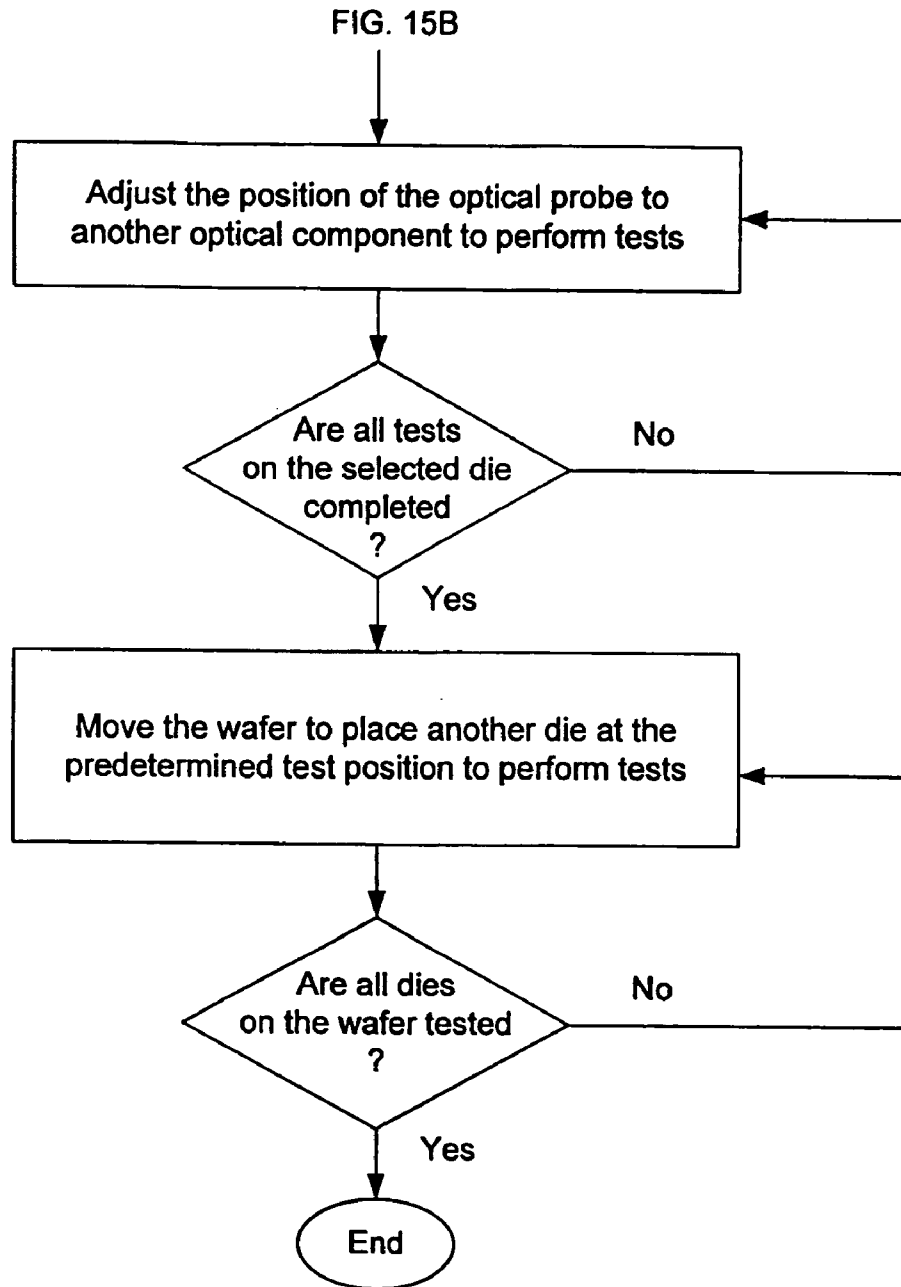 FIG. 15B
Adjust the position of the optical probe to
another optical component to perform tests
Are all tests
on the selected die
completed
?
No
Yes
Move the wafer to place another die at the
predetermined test position to perform tests
Are all dies
on the wafer tested
?
No
Yes
End